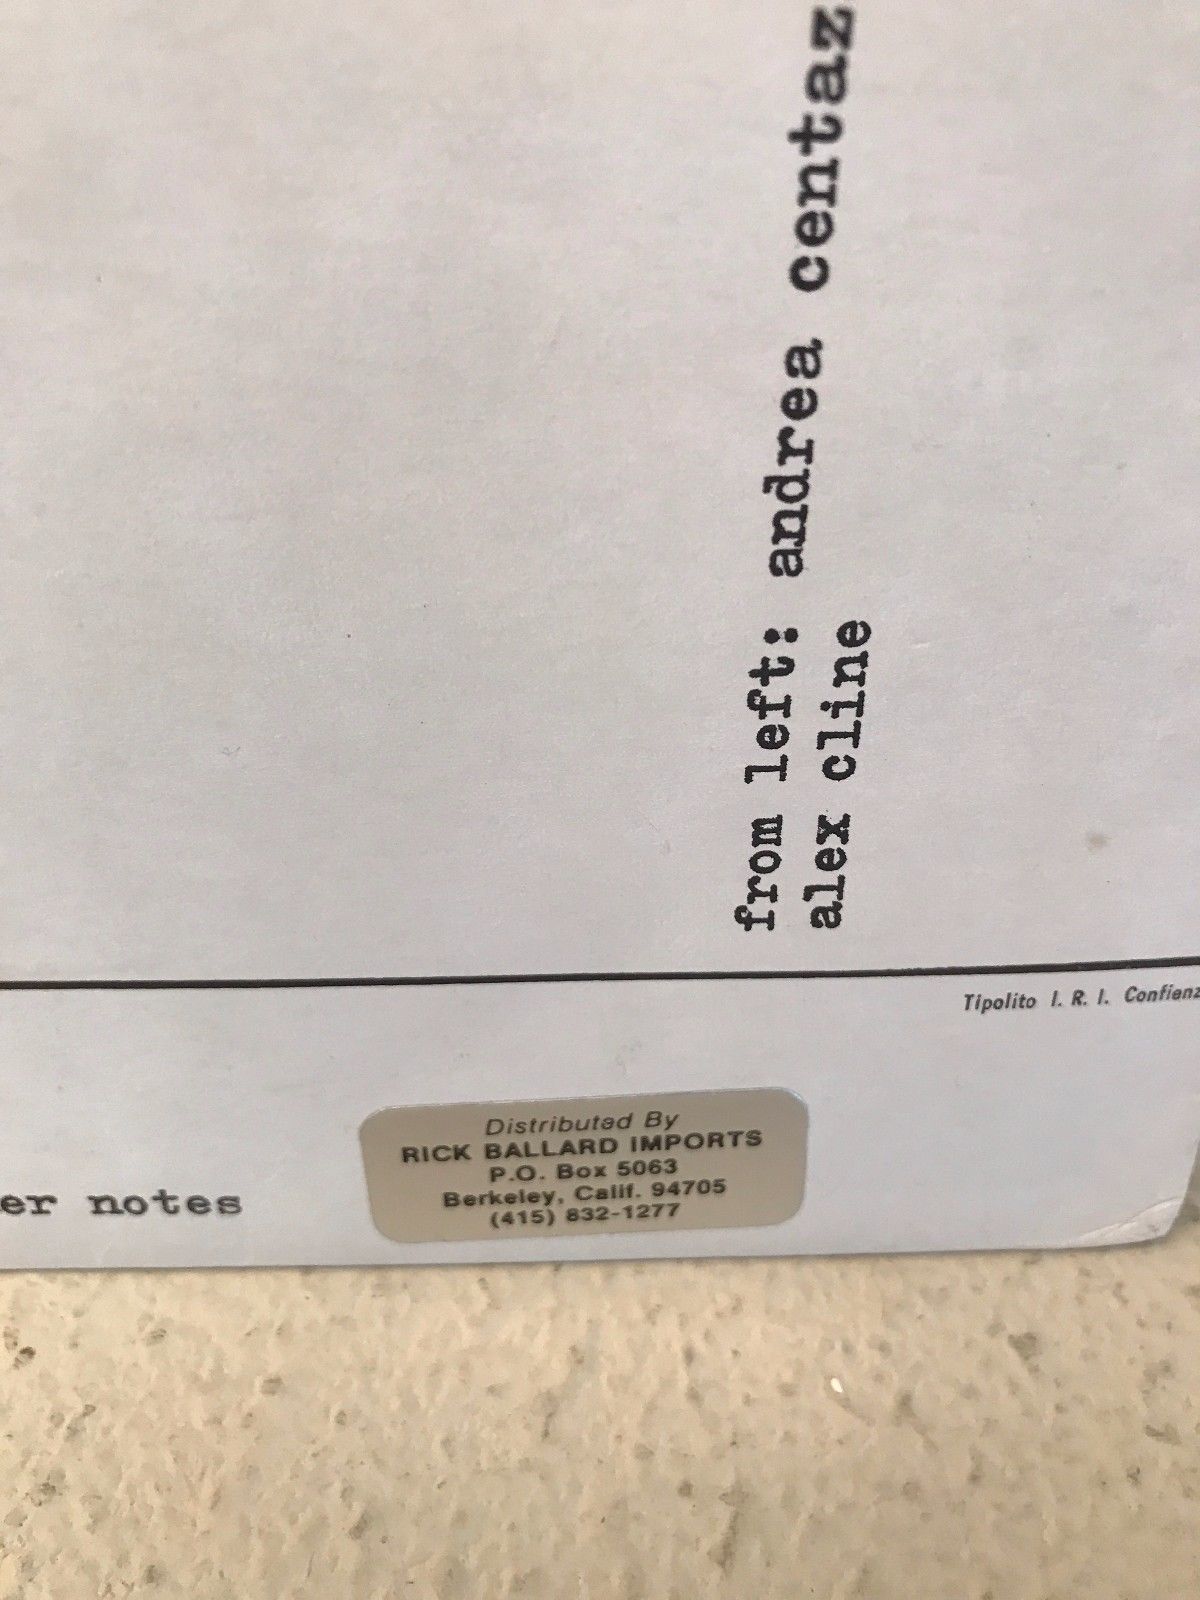 from left: andrea centaz
alex cline
Tipolito I. R. I. Confienz
er notes
Distributed By
RICK BALLARD IMPORTS
P.O. Box 5063
Berkeley, Calif. 94705
(415) 832-1277